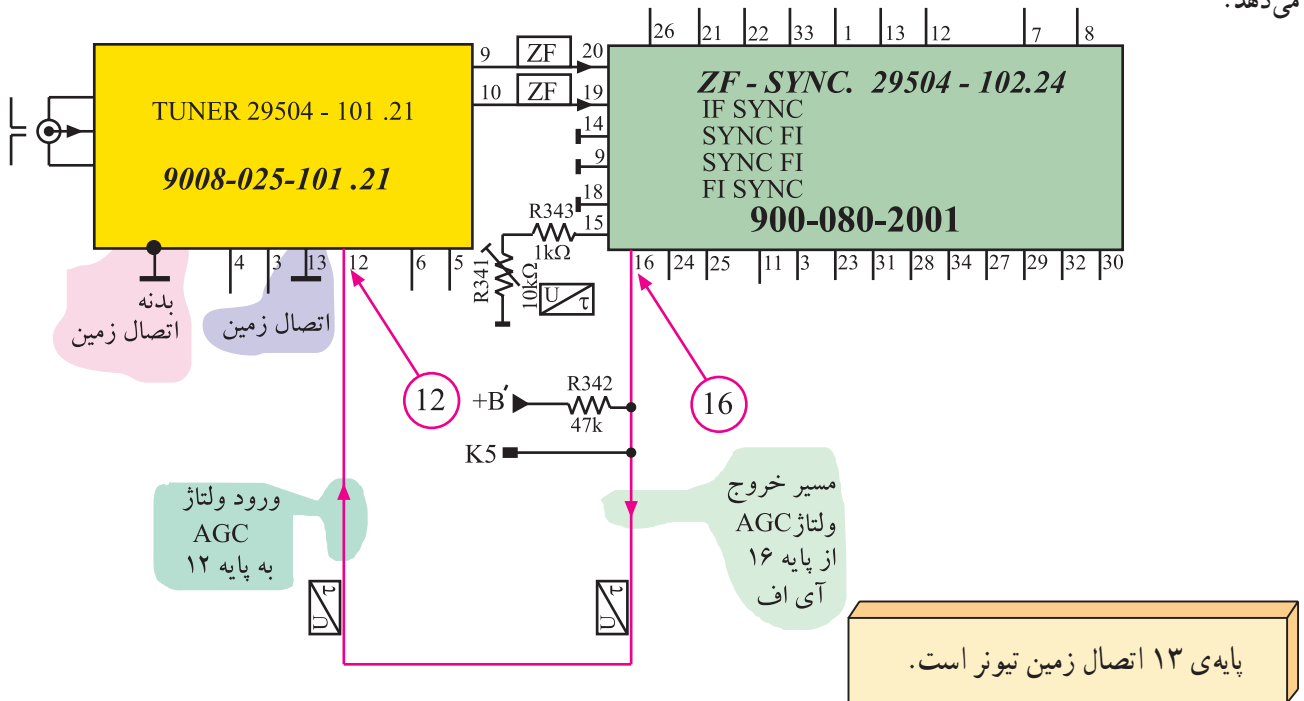 می‌دهد.
26 21 22 33 1 13 12 7 8
9 ZF 20
10 ZF 19
14
9
18
15
TUNER 29504 - 101 .21
9008-025-101 .21
ZF - SYNC. 29504 - 102.24
IF SYNC
SYNC FI
SYNC FI
FI SYNC
900-080-2001
R343
1kΩ
R341
10kΩ
U τ
4 3 13 12 6 5
16 24 25 11 3 23 31 28 34 27 29 32 30
بدنه
اتصال زمین
اتصال زمین
12
16
+B′
R342
47k
K5
ورود ولتاژ
AGC
به پایه ۱۲
مسیر خروج
ولتاژ AGC
از پایه ۱۶
آی اف
U τ
U τ
پایه‌ی ۱۳ اتصال زمین تیونر است.